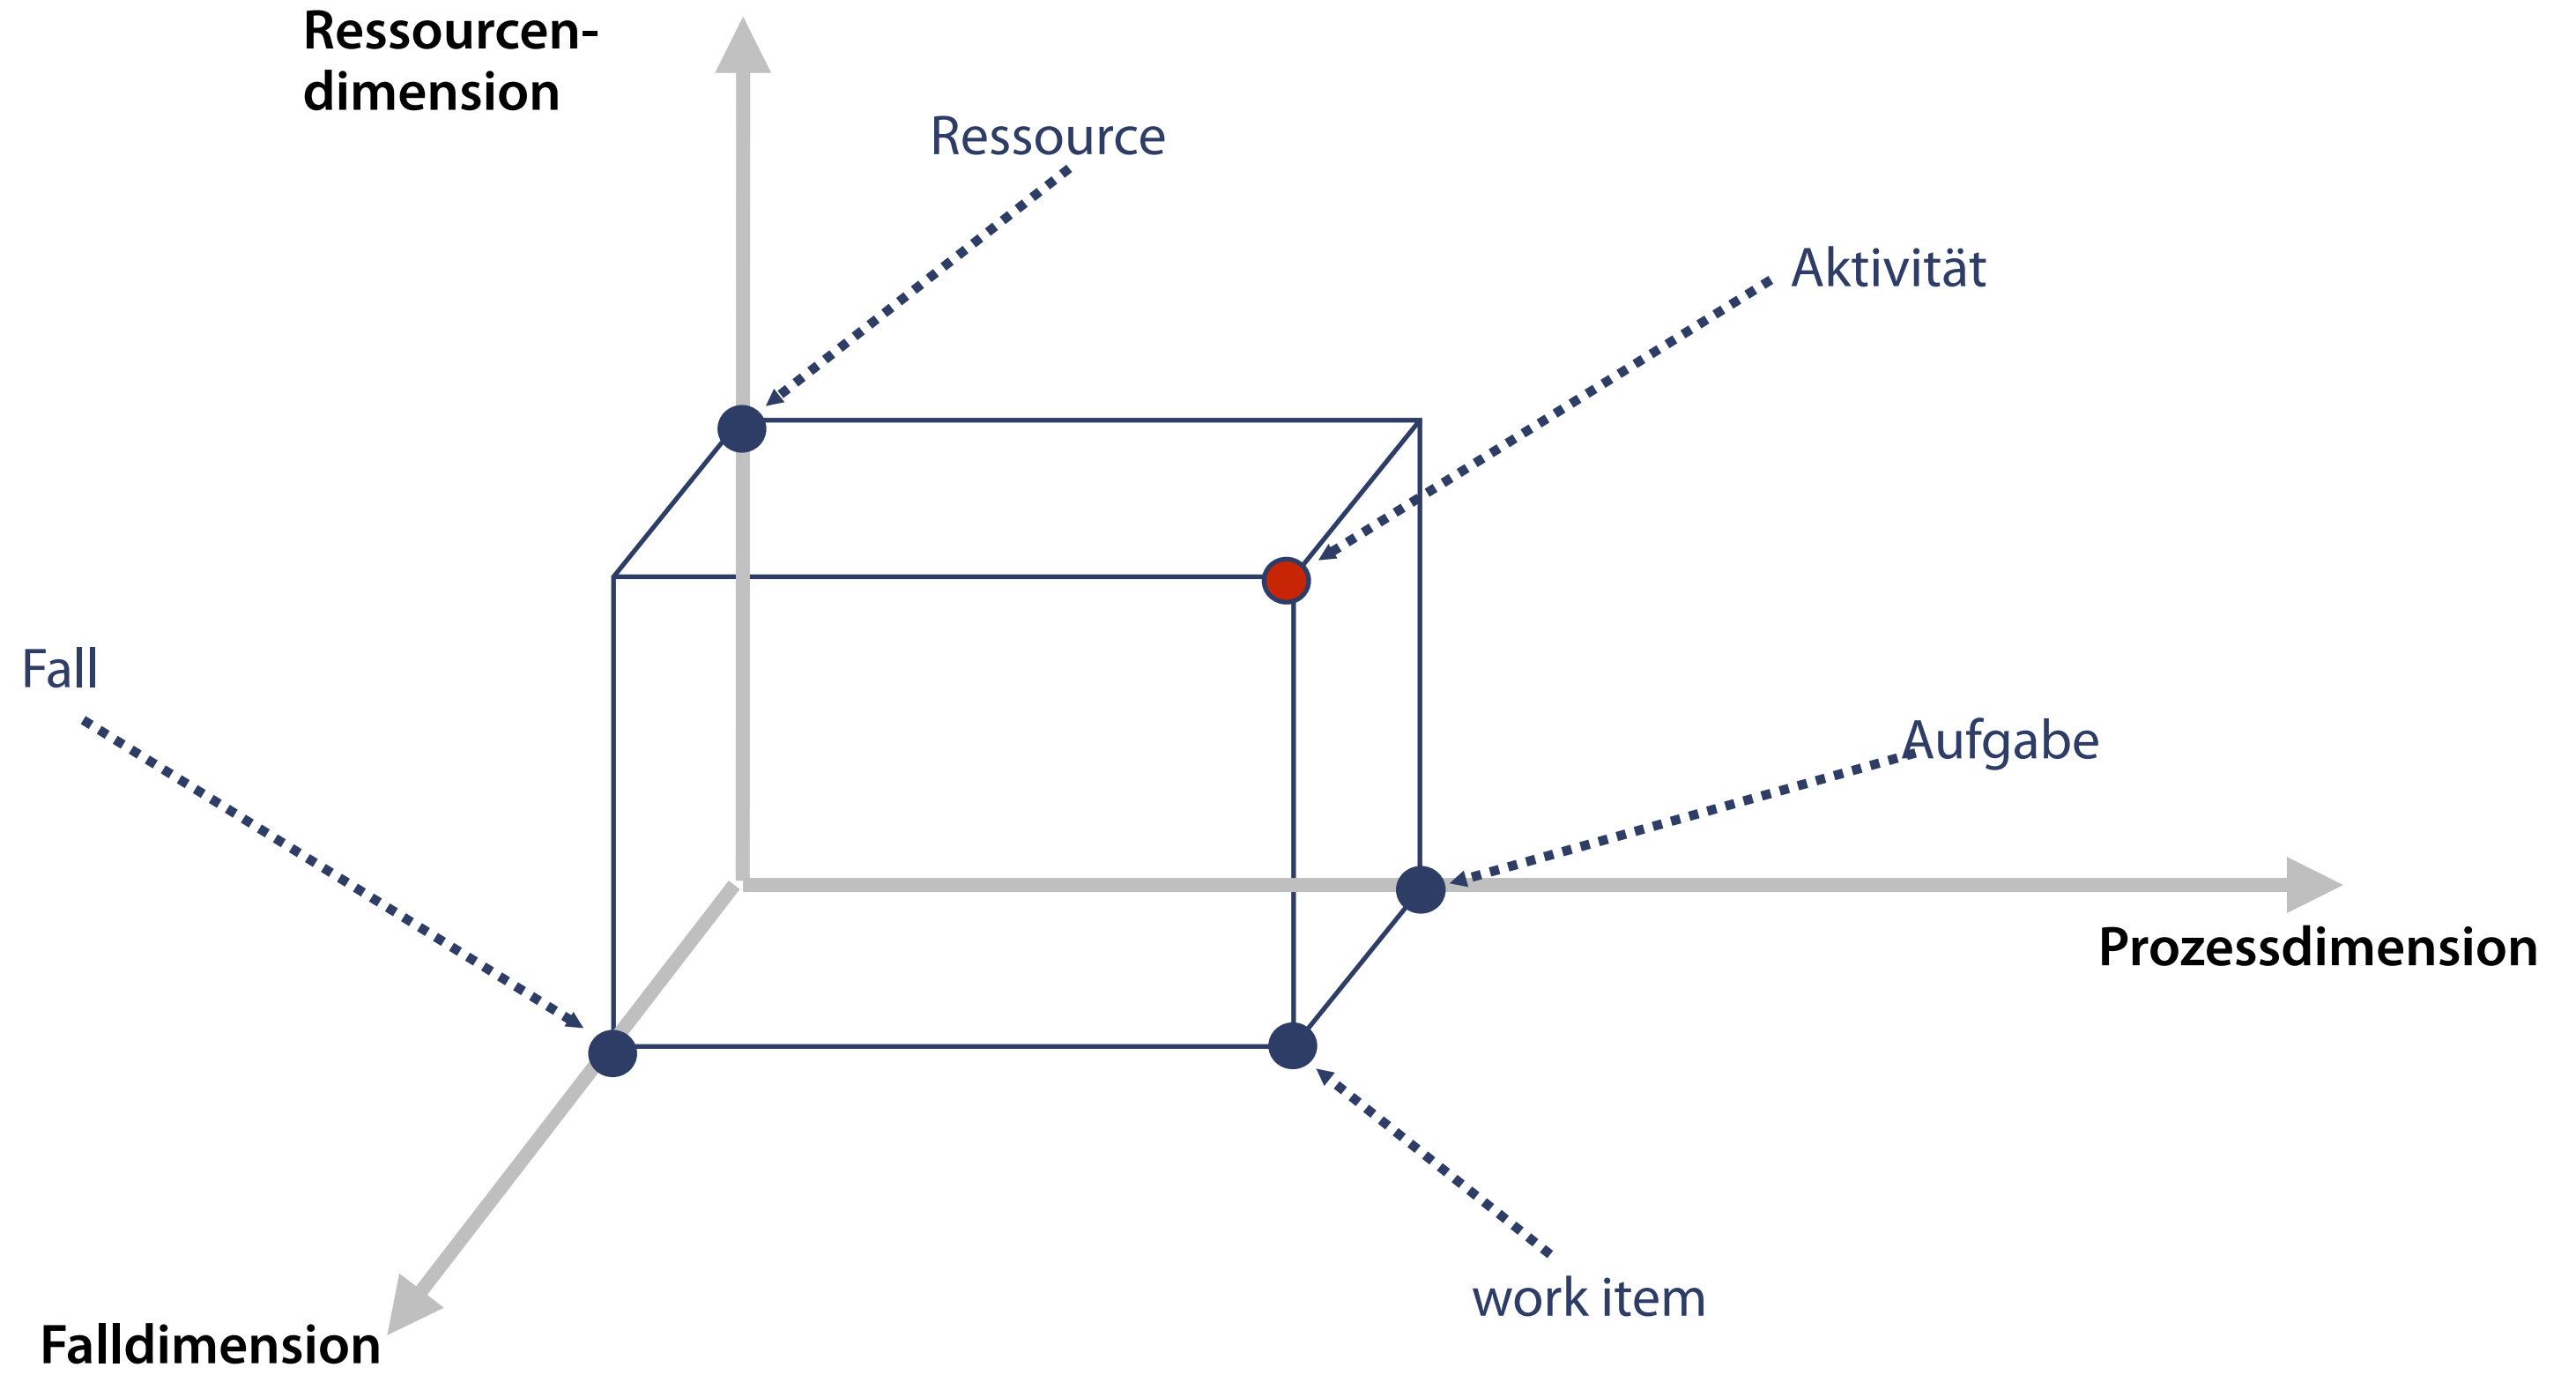 Ressourcen-
dimension
Ressource
Aktivität
Fall
Aufgabe
Prozessdimension
work item
Falldimension